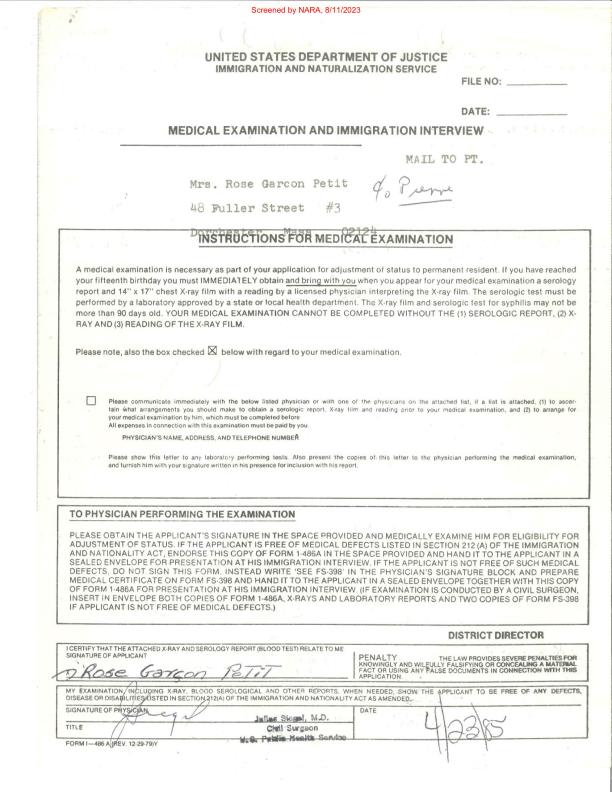 Screened by NARA, 8/11/2023
UNITED STATES DEPARTMENT OF JUSTICE
IMMIGRATION AND NATURALIZATION SERVICE
FILE NO:
DATE:
MEDICAL EXAMINATION AND IMMIGRATION INTERVIEW
MAIL TO PT.
Mrs. Rose Garcon Petit
c/o Pierre
48 Fuller Street #3
Dorchester Mass 02124
INSTRUCTIONS FOR MEDICAL EXAMINATION
A medical examination is necessary as part of your application for adjustment of status to permanent resident. If you have reached
your fifteenth birthday you must IMMEDIATELY obtain and bring with you when you appear for your medical examination a serology
report and 14" x 17" chest X-ray film with a reading by a licensed physician interpreting the X-ray film. The serologic test must be
performed by a laboratory approved by a state or local health department. The X-ray film and serologic test for syphilis may not be
more than 90 days old. YOUR MEDICAL EXAMINATION CANNOT BE COMPLETED WITHOUT THE (1) SEROLOGIC REPORT, (2) X-
RAY AND (3) READING OF THE X-RAY FILM.
Please note, also the box checked ☒ below with regard to your medical examination.
☐ Please communicate immediately with the below listed physician or with one of the physicians on the attached list, if a list is attached, (1) to ascer-
tain what arrangements you should make to obtain a serologic report, X-ray film and reading prior to your medical examination, and (2) to arrange for
your medical examination by him, which must be completed before
All expenses in connection with this examination must be paid by you.
PHYSICIAN'S NAME, ADDRESS, AND TELEPHONE NUMBER
Please show this letter to any laboratory performing tests. Also present the copies of this letter to the physician performing the medical examination,
and furnish him with your signature written in his presence for inclusion with his report.
TO PHYSICIAN PERFORMING THE EXAMINATION
PLEASE OBTAIN THE APPLICANT'S SIGNATURE IN THE SPACE PROVIDED AND MEDICALLY EXAMINE HIM FOR ELIGIBILITY FOR
ADJUSTMENT OF STATUS. IF THE APPLICANT IS FREE OF MEDICAL DEFECTS LISTED IN SECTION 212 (A) OF THE IMMIGRATION
AND NATIONALITY ACT, ENDORSE THIS COPY OF FORM 1-486A IN THE SPACE PROVIDED AND HAND IT TO THE APPLICANT IN A
SEALED ENVELOPE FOR PRESENTATION AT HIS IMMIGRATION INTERVIEW. IF THE APPLICANT IS NOT FREE OF SUCH MEDICAL
DEFECTS, DO NOT SIGN THIS FORM. INSTEAD WRITE 'SEE FS-398' IN THE PHYSICIAN'S SIGNATURE BLOCK AND PREPARE
MEDICAL CERTIFICATE ON FORM FS-398 AND HAND IT TO THE APPLICANT IN A SEALED ENVELOPE TOGETHER WITH THIS COPY
OF FORM 1-486A FOR PRESENTATION AT HIS IMMIGRATION INTERVIEW. (IF EXAMINATION IS CONDUCTED BY A CIVIL SURGEON,
INSERT IN ENVELOPE BOTH COPIES OF FORM 1-486A, X-RAYS AND LABORATORY REPORTS AND TWO COPIES OF FORM FS-398
IF APPLICANT IS NOT FREE OF MEDICAL DEFECTS.)
DISTRICT DIRECTOR
I CERTIFY THAT THE ATTACHED X-RAY AND SEROLOGY REPORT (BLOOD TEST) RELATE TO ME
SIGNATURE OF APPLICANT
Rose Garçon Petit
PENALTY THE LAW PROVIDES SEVERE PENALTIES FOR
KNOWINGLY AND WILFULLY FALSIFYING OR CONCEALING A MATERIAL
FACT OR USING ANY FALSE DOCUMENTS IN CONNECTION WITH THIS
APPLICATION.
MY EXAMINATION, INCLUDING X-RAY, BLOOD SEROLOGICAL AND OTHER REPORTS, WHEN NEEDED, SHOW THE APPLICANT TO BE FREE OF ANY DEFECTS,
DISEASE OR DISABILITIES LISTED IN SECTION 212(A) OF THE IMMIGRATION AND NATIONALITY ACT AS AMENDED.
SIGNATURE OF PHYSICIAN
DATE
4/23/85
TITLE
Julius Siegel, M.D.
Civil Surgeon
U.S. Public Health Service
FORM I—486 A (REV. 12-29-79)Y